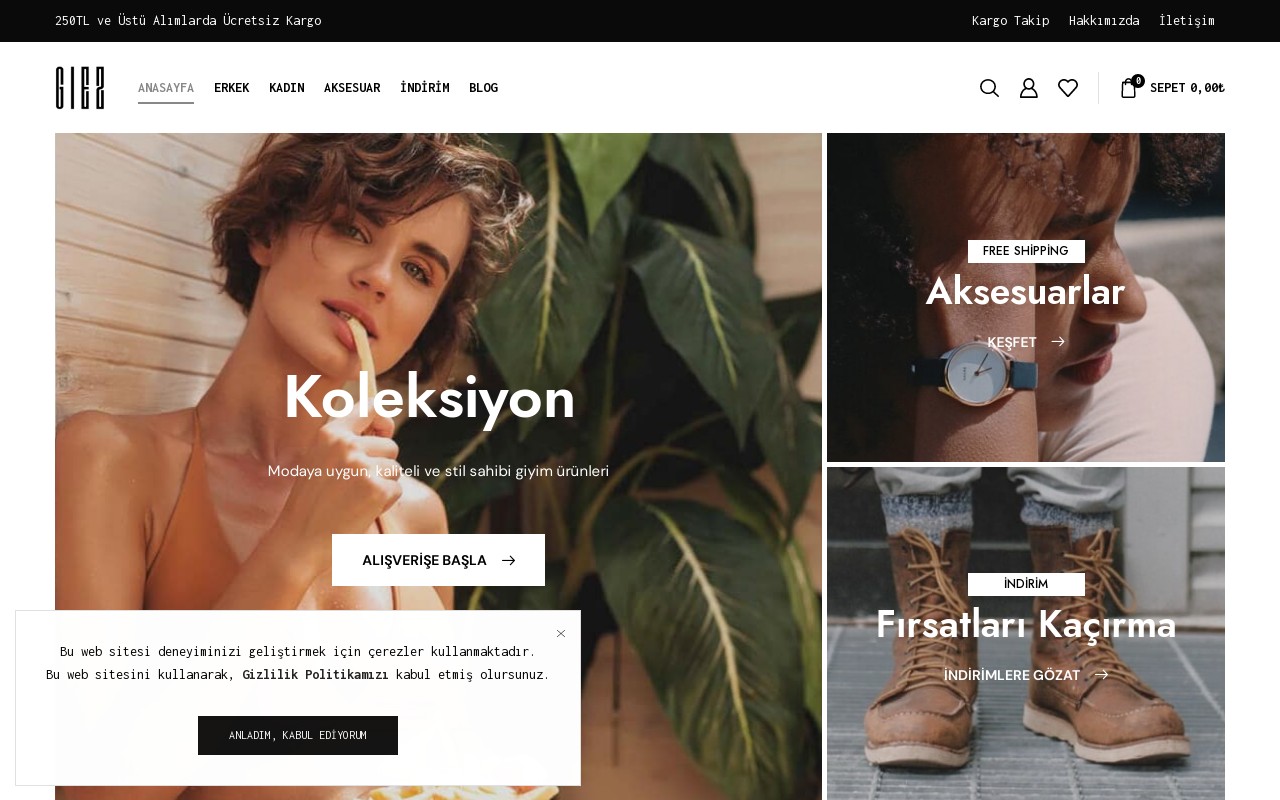 250TL ve Üstü Alımlarda Ücretsiz Kargo
Kargo Takip Hakkımızda İletişim
GIEZ
ANASAYFA ERKEK KADIN AKSESUAR İNDİRİM BLOG
0
SEPET 0,00₺
Koleksiyon
Modaya uygun, kaliteli ve stil sahibi giyim ürünleri
ALIŞVERİŞE BAŞLA
FREE SHİPPİNG
Aksesuarlar
KEŞFET
İNDİRİM
Fırsatları Kaçırma
İNDİRİMLERE GÖZAT
Bu web sitesi deneyiminizi geliştirmek için çerezler kullanmaktadır.
Bu web sitesini kullanarak, Gizlilik Politikamızı kabul etmiş olursunuz.
ANLADIM, KABUL EDİYORUM